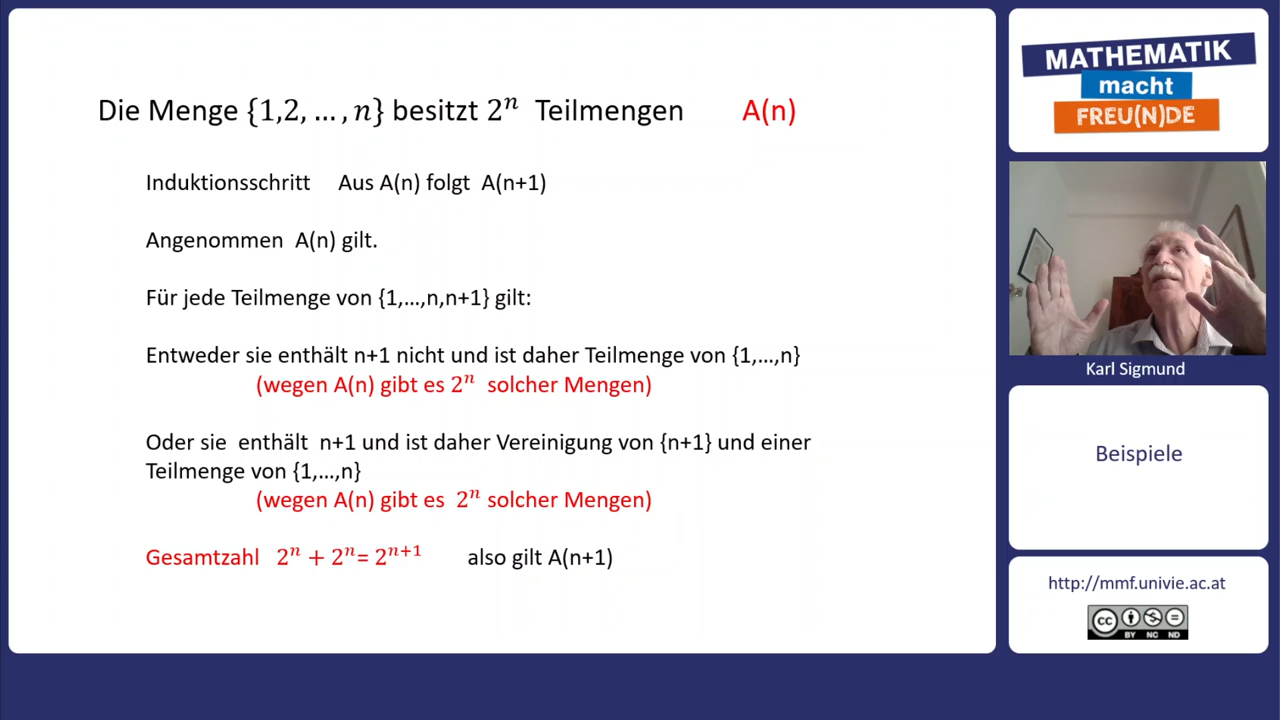 Die Menge {1,2, … , 𝑛} besitzt 2ⁿ Teilmengen A(n)
Induktionsschritt Aus A(n) folgt A(n+1)
Angenommen A(n) gilt.
Für jede Teilmenge von {1,…,n,n+1} gilt:
Entweder sie enthält n+1 nicht und ist daher Teilmenge von {1,…,n}
(wegen A(n) gibt es 2ⁿ solcher Mengen)
Oder sie enthält n+1 und ist daher Vereinigung von {n+1} und einer
Teilmenge von {1,…,n}
(wegen A(n) gibt es 2ⁿ solcher Mengen)
Gesamtzahl 2ⁿ + 2ⁿ= 2ⁿ⁺¹ also gilt A(n+1)
MATHEMATIK
macht
FREU(N)DE
Karl Sigmund
Beispiele
http://mmf.univie.ac.at
cc
BY NC ND